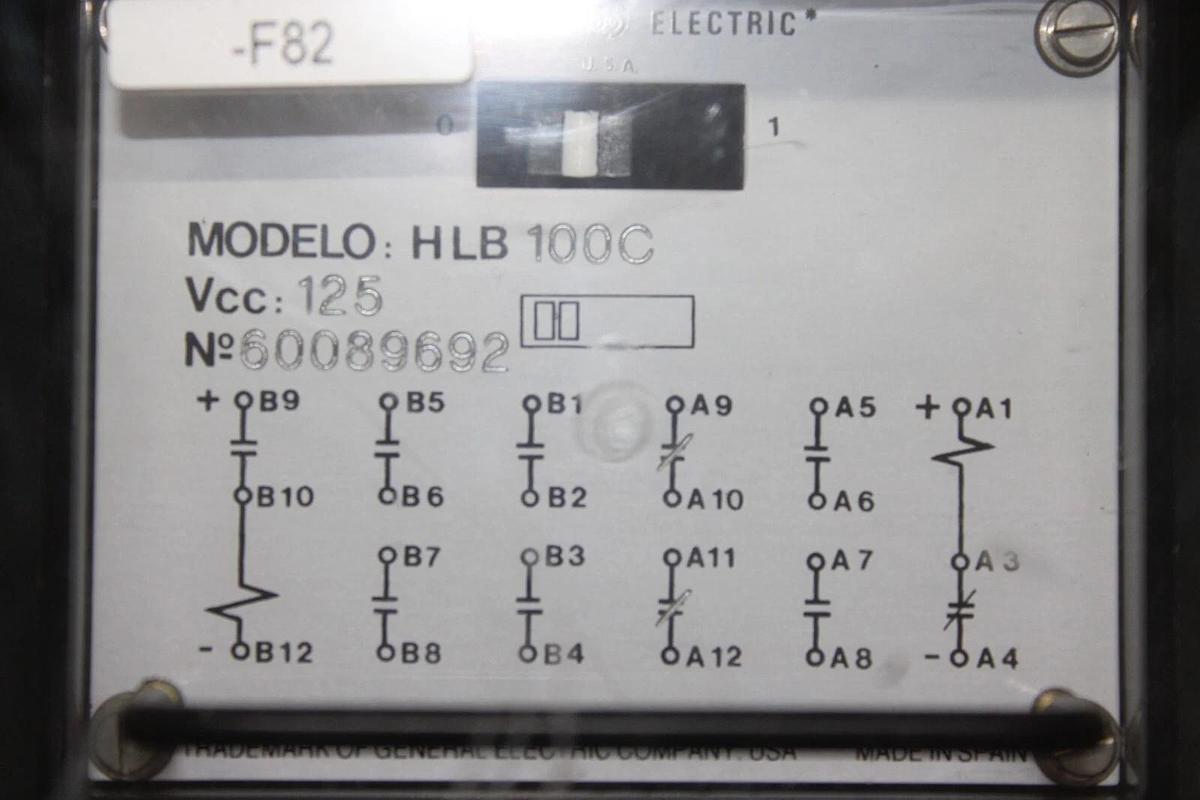 -F82
ELECTRIC*
U.S.A.
0 1
MODELO: HLB 100C
Vcc: 125
Nº60089692
+ B9 B5 B1 A9 A5 + A1
B10 B6 B2 A10 A6
B7 B3 A11 A7 A3
- B12 B8 B4 A12 A8 - A4
TRADEMARK OF GENERAL ELECTRIC COMPANY. USA MADE IN SPAIN